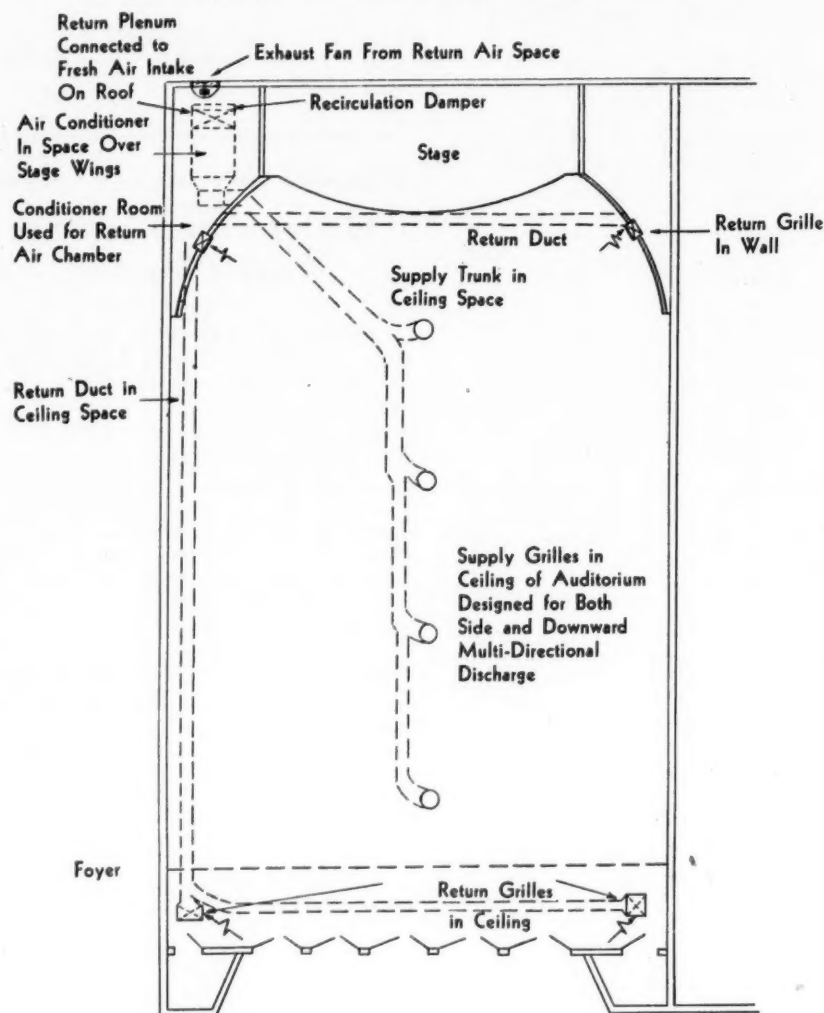 Return Plenum
Connected to
Fresh Air Intake
On Roof
Exhaust Fan From Return Air Space
Recirculation Damper
Air Conditioner
In Space Over
Stage Wings
Stage
Conditioner Room
Used for Return
Air Chamber
Return Duct
Return Grille
In Wall
Supply Trunk in
Ceiling Space
Return Duct in
Ceiling Space
Supply Grilles in
Ceiling of Auditorium
Designed for Both
Side and Downward
Multi-Directional
Discharge
Foyer
Return Grilles
in Ceiling